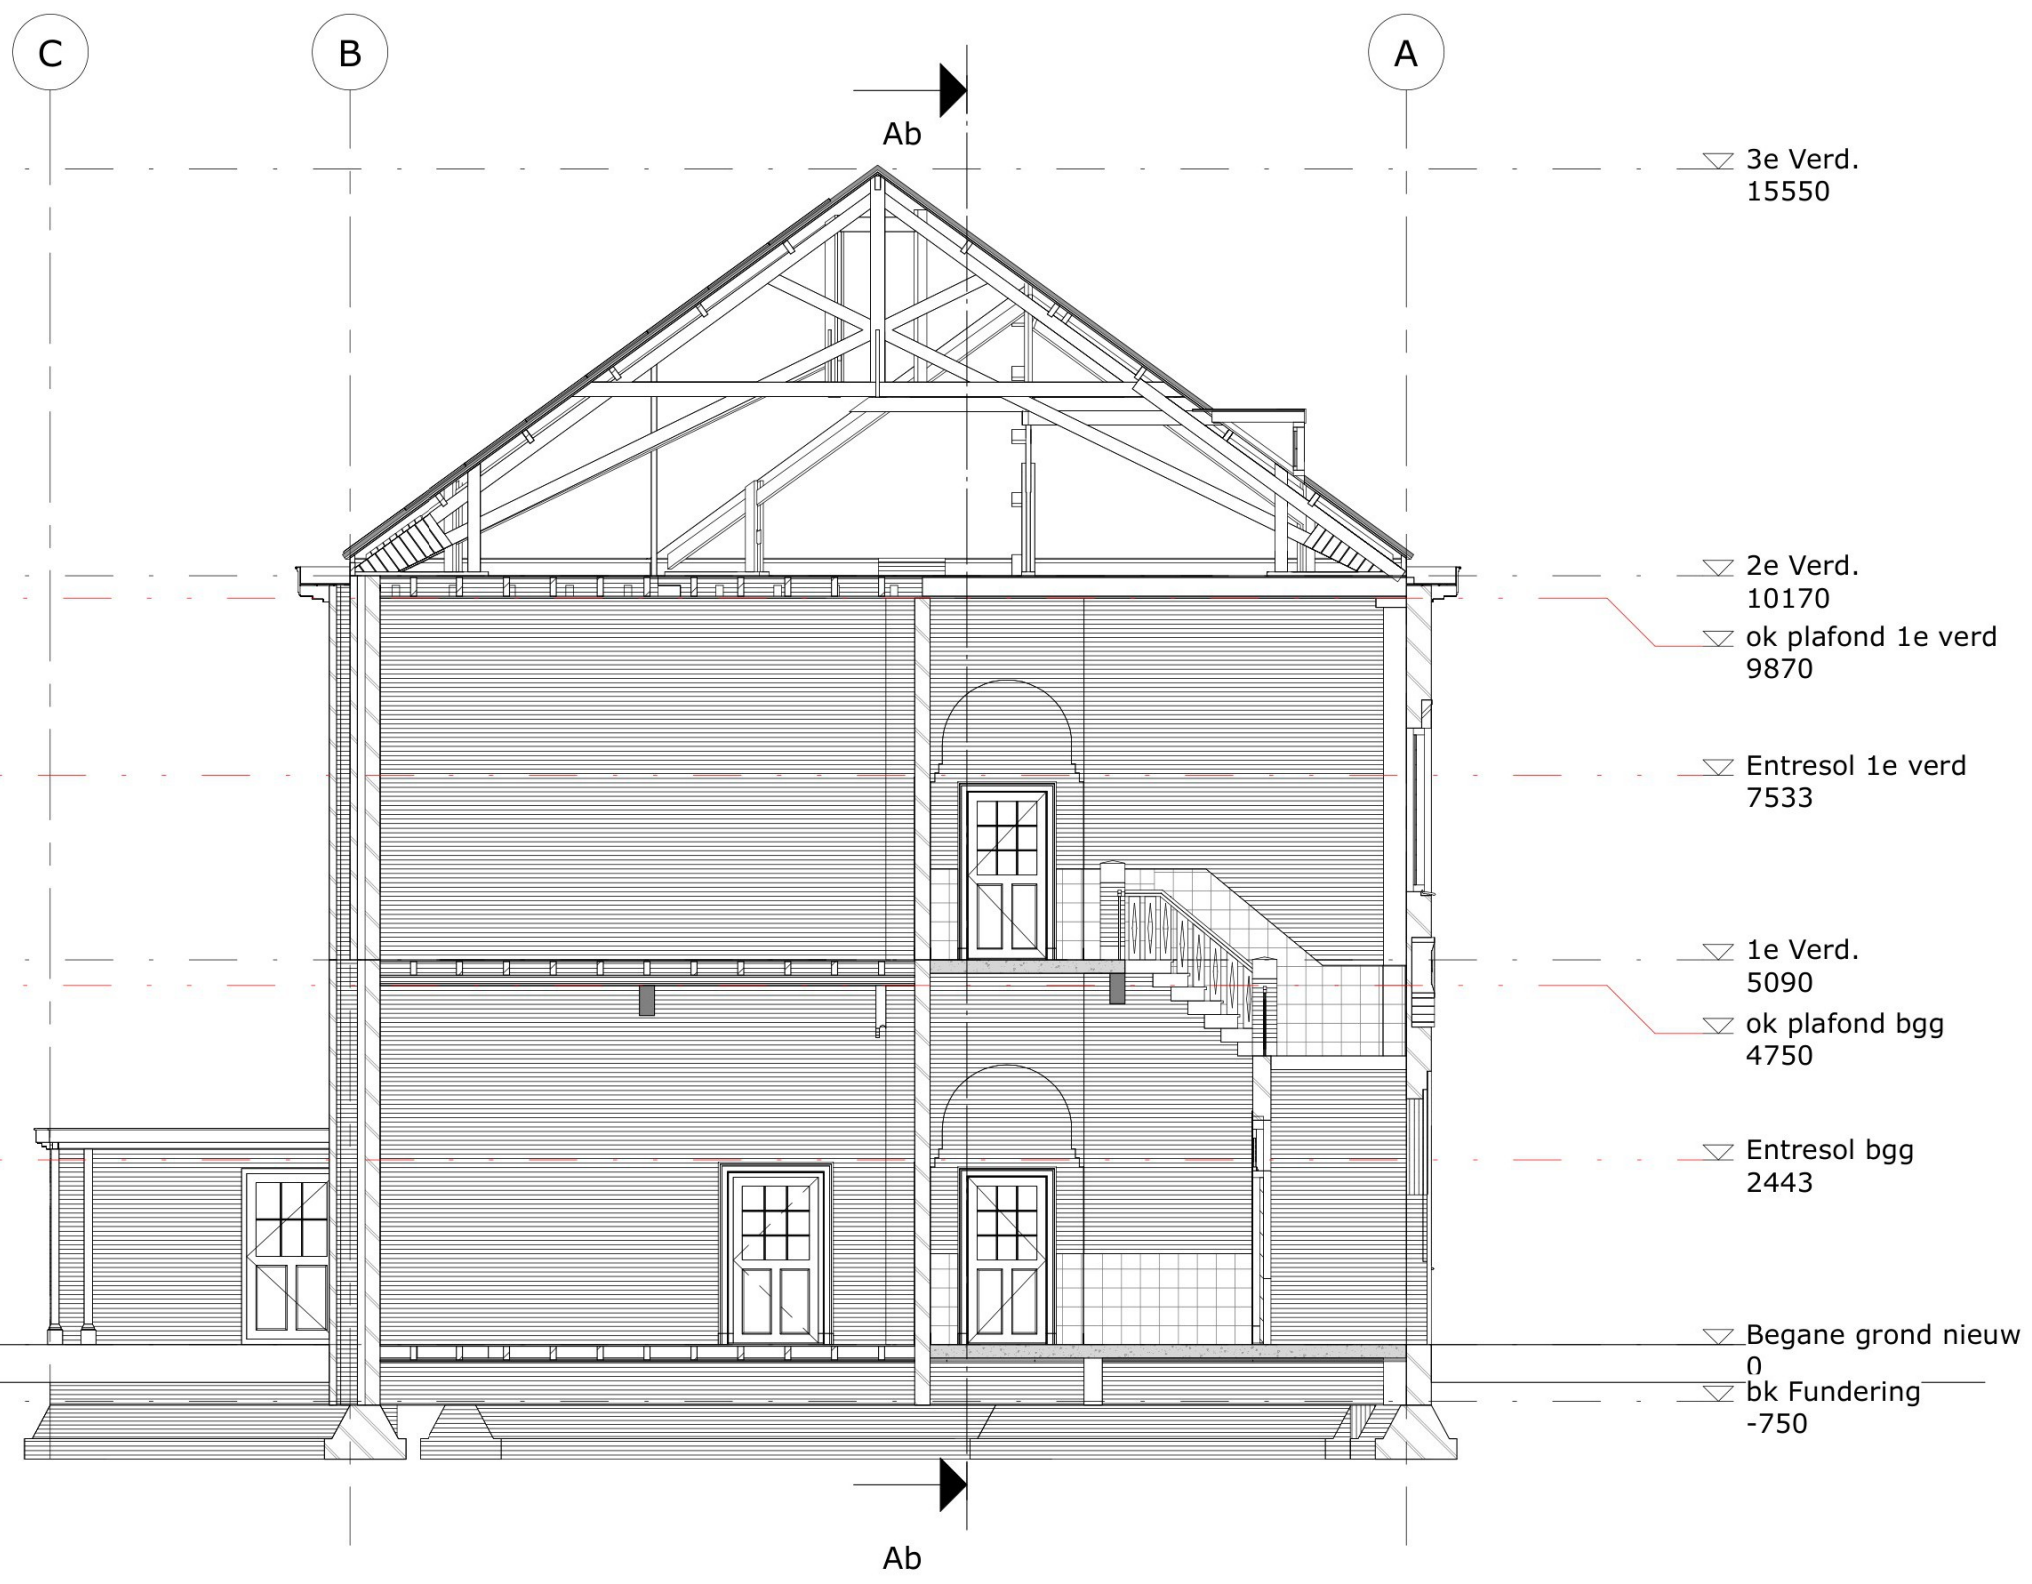 C
B
A
Ab
3e Verd.
15550
2e Verd.
10170
ok plafond 1e verd
9870
Entresol 1e verd
7533
1e Verd.
5090
ok plafond bgg
4750
Entresol bgg
2443
Begane grond nieuw
0
bk Fundering
-750
Ab